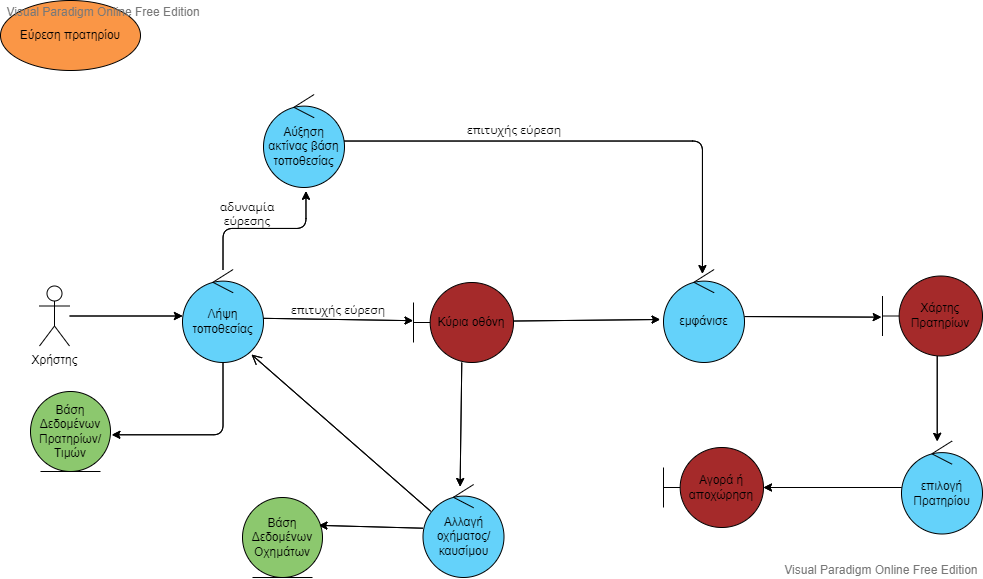 Visual Paradigm Online Free Edition
Εύρεση πρατηρίου
Αύξηση
ακτίνας βάση
τοποθεσίας
επιτυχής εύρεση
αδυναμία
εύρεσης
Λήψη
τοποθεσίας
επιτυχής εύρεση
Κύρια οθόνη
εμφάνισε
Χάρτης
Πρατηρίων
Χρήστης
Βάση
Δεδομένων
Πρατηρίων/
Τιμών
Αγορά ή
αποχώρηση
επιλογή
Πρατηρίου
Βάση
Δεδομένων
Οχημάτων
Αλλαγή
οχήματος/
καυσίμου
Visual Paradigm Online Free Edition